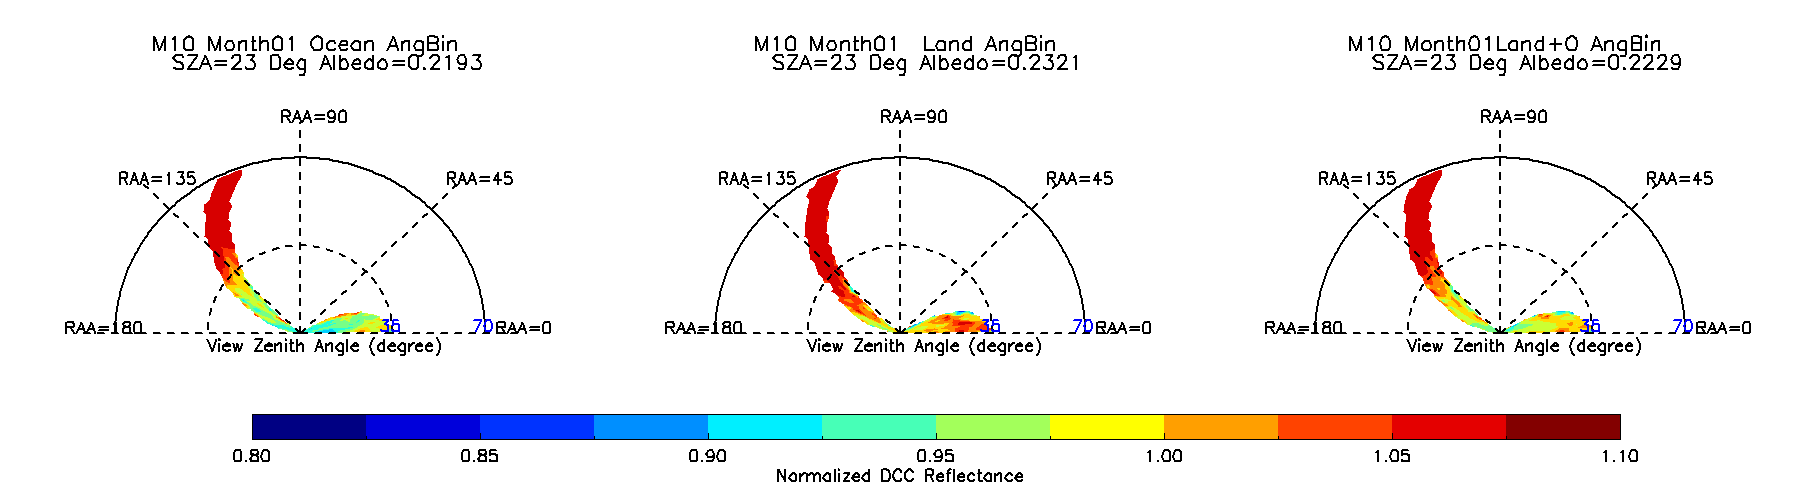 M10 Month01 Ocean AngBin
SZA=23 Deg Albedo=0.2193
RAA=90
RAA=135
RAA=45
RAA=180
36
70
RAA=0
View Zenith Angle (degree)
M10 Month01 Land AngBin
SZA=23 Deg Albedo=0.2321
RAA=90
RAA=135
RAA=45
RAA=180
36
70
RAA=0
View Zenith Angle (degree)
M10 Month01Land+O AngBin
SZA=23 Deg Albedo=0.2229
RAA=90
RAA=135
RAA=45
RAA=180
36
70
RAA=0
View Zenith Angle (degree)
0.80 0.85 0.90 0.95 1.00 1.05 1.10
Normalized DCC Reflectance